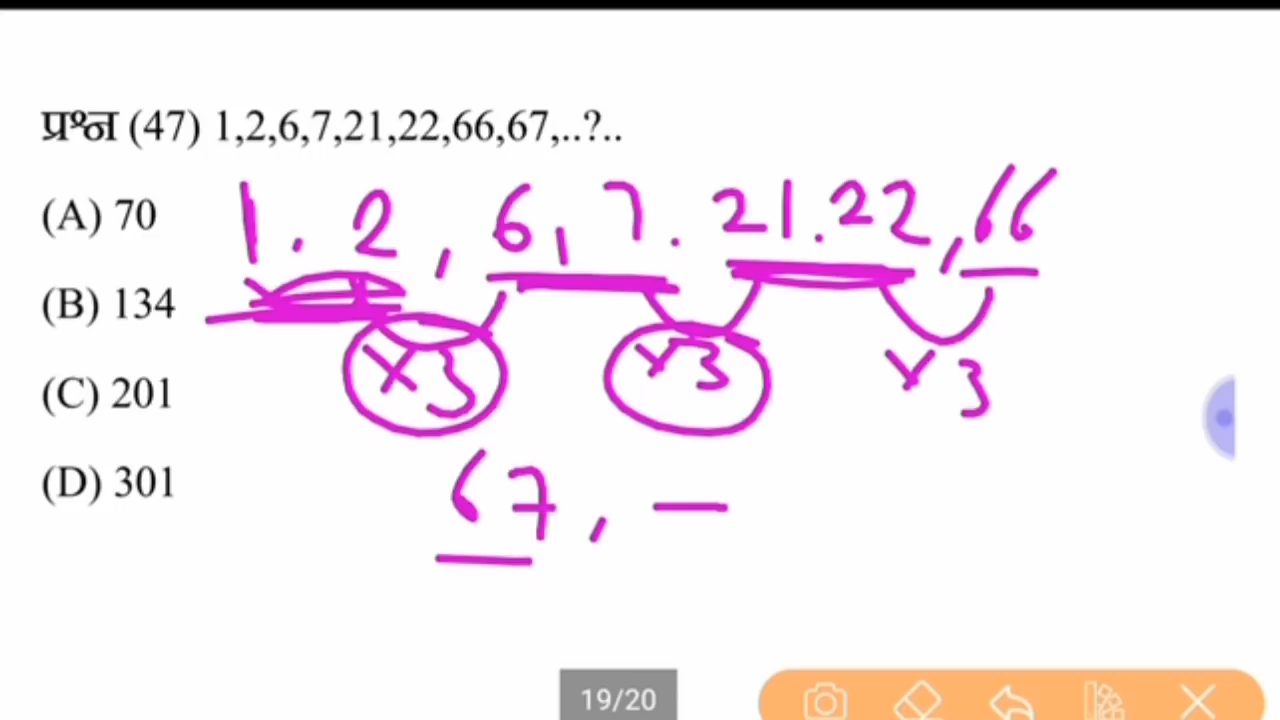 प्रश्न (47) 1,2,6,7,21,22,66,67,..?..
1. 2, 6, 7. 21. 22, 66
(A) 70
(B) 134
×3 ×3 ×3
(C) 201
(D) 301
67, —
19/20